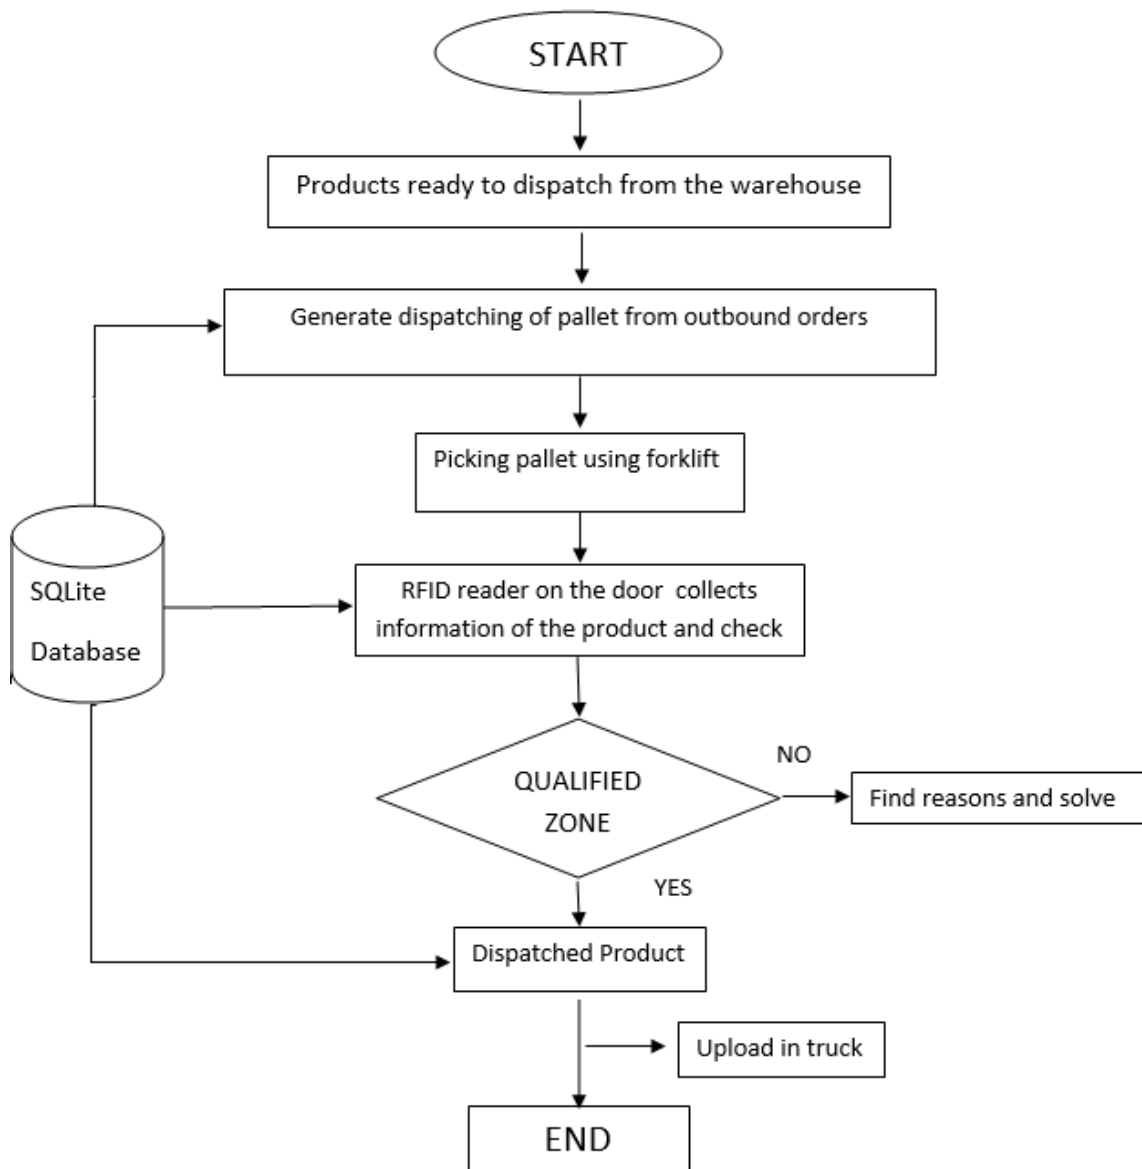 START
Products ready to dispatch from the warehouse
Generate dispatching of pallet from outbound orders
Picking pallet using forklift
SQLite
Database
RFID reader on the door  collects
information of the product and check
QUALIFIED
ZONE
NO
Find reasons and solve
YES
Dispatched Product
Upload in truck
END